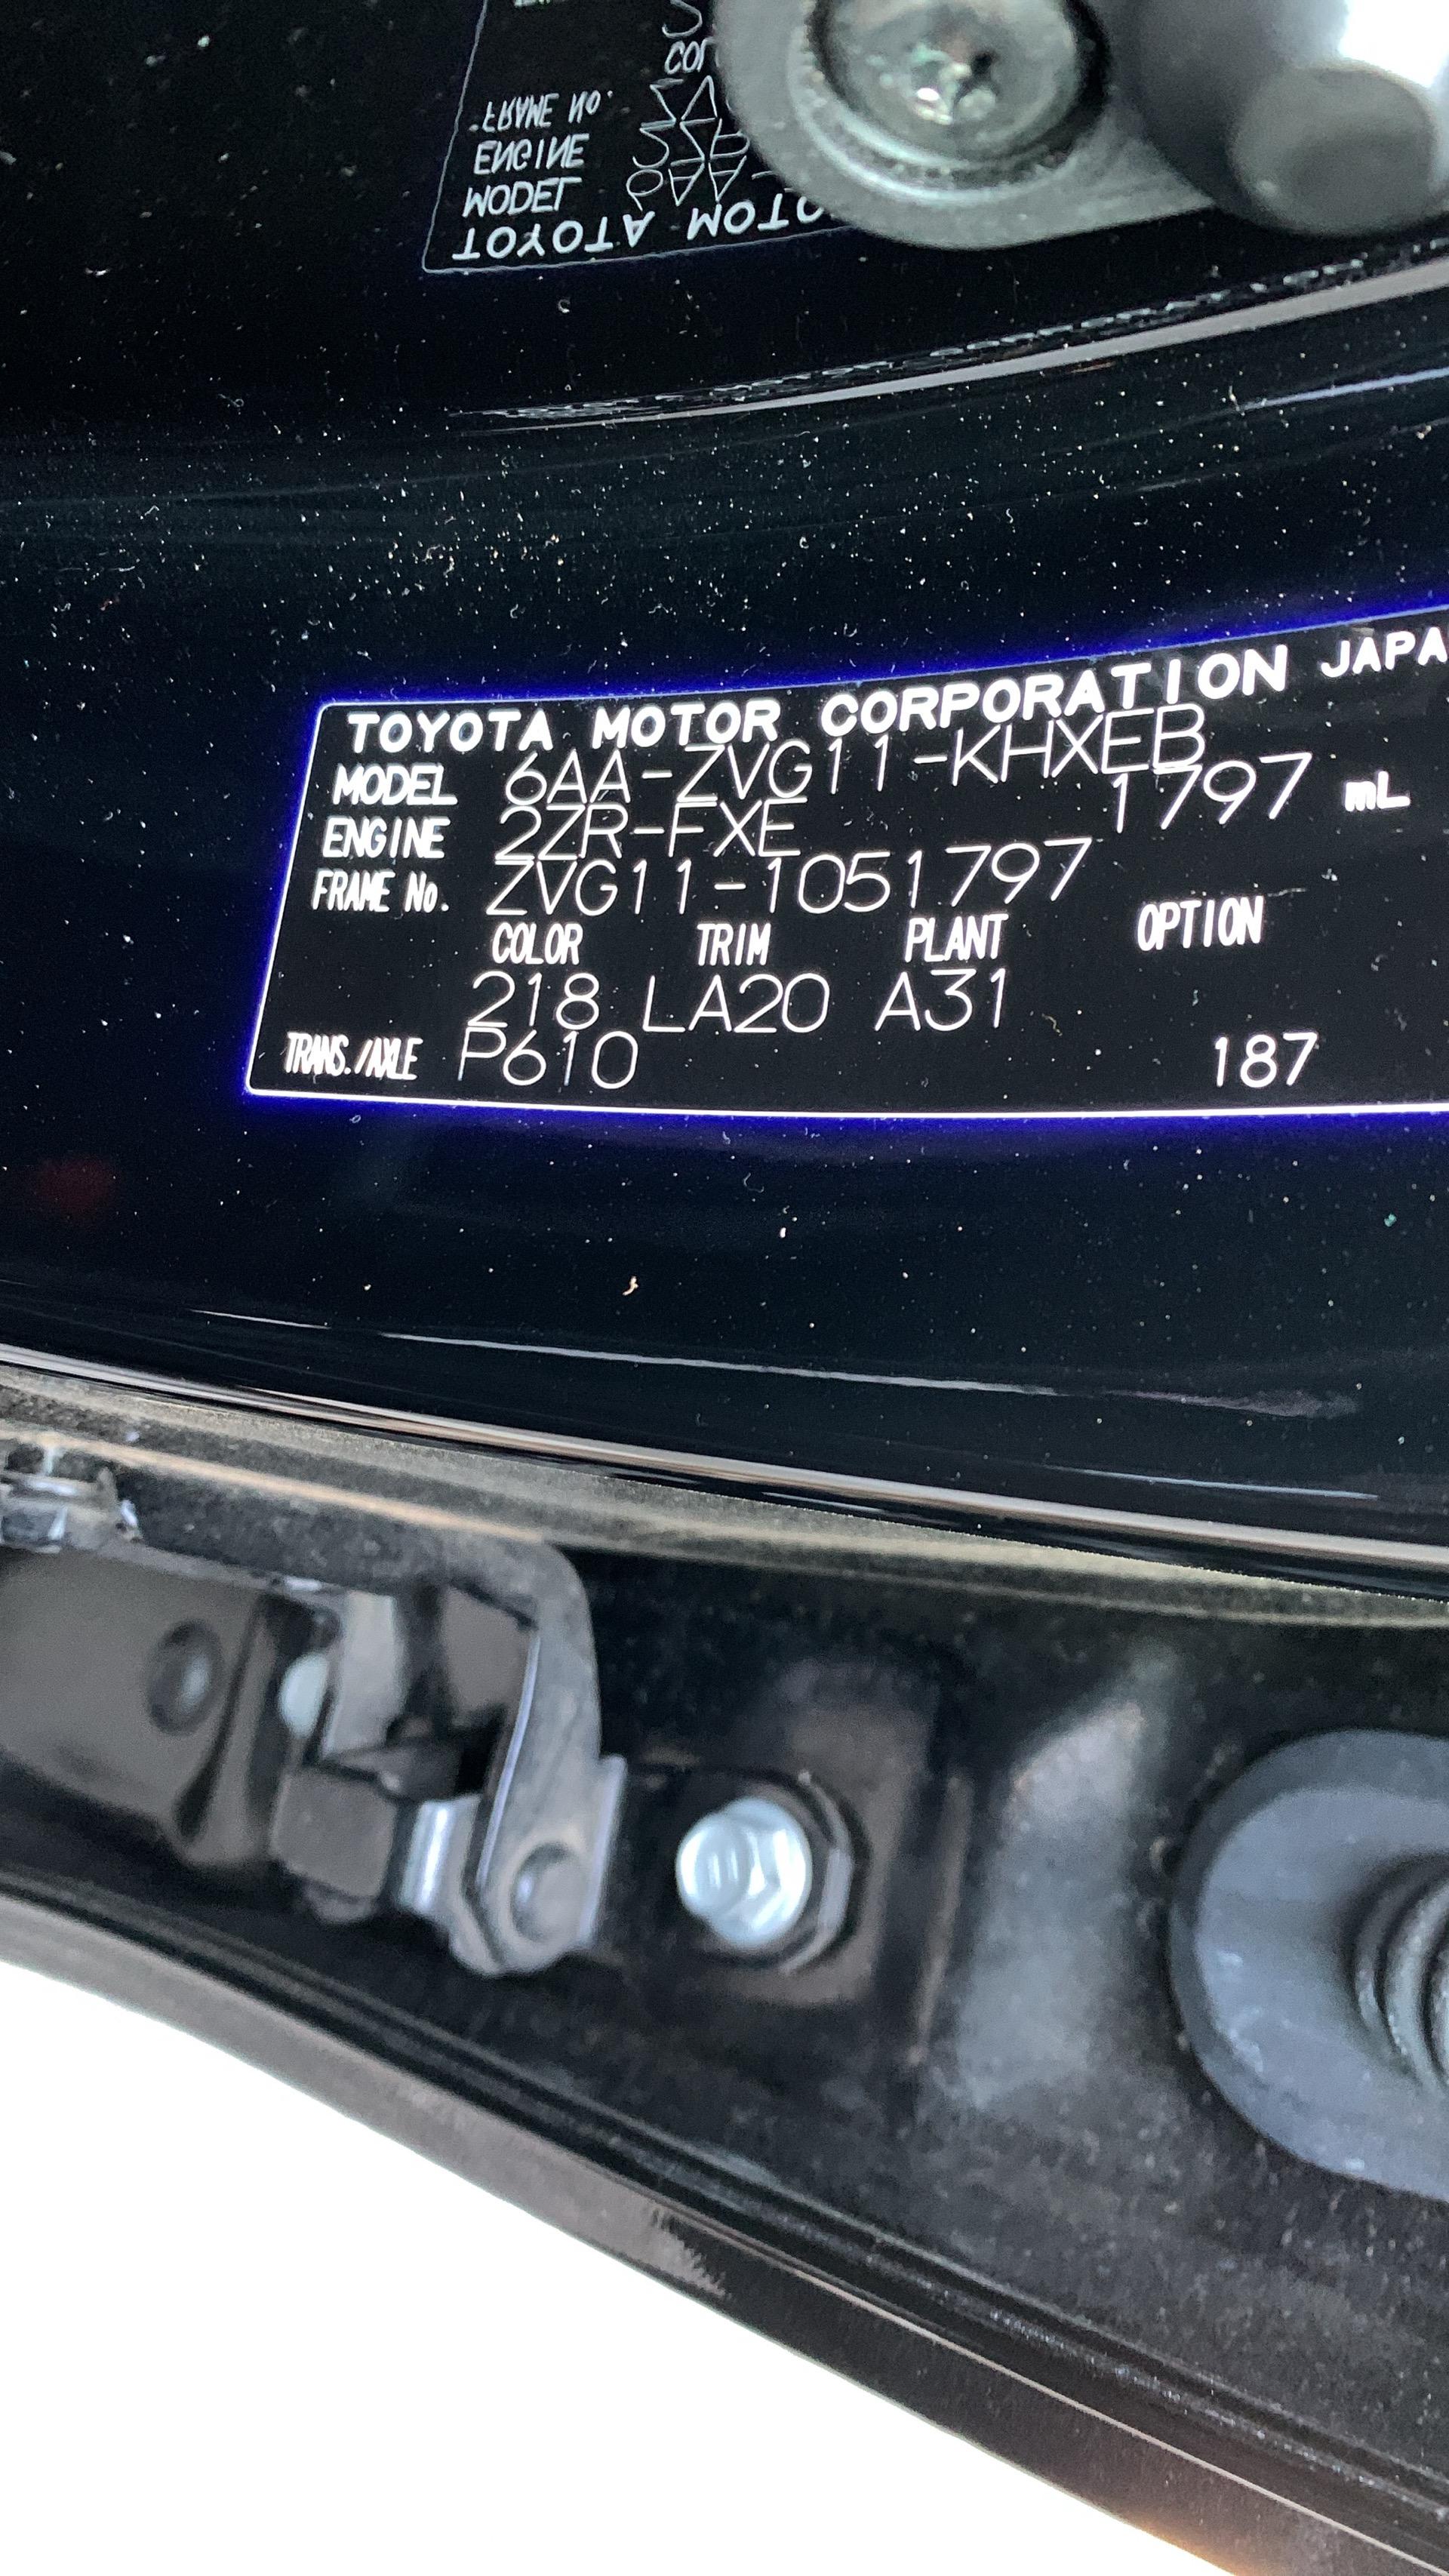 TOYOTA MOTOR CORPORATION JAPA
MODEL 6AA-ZVG11-KHXEB
ENGINE 2ZR-FXE 1797 mL
FRAME No. ZVG11-1051797
COLOR TRIM PLANT OPTION
218 LA20 A31
TRANS./AXLE P610 187